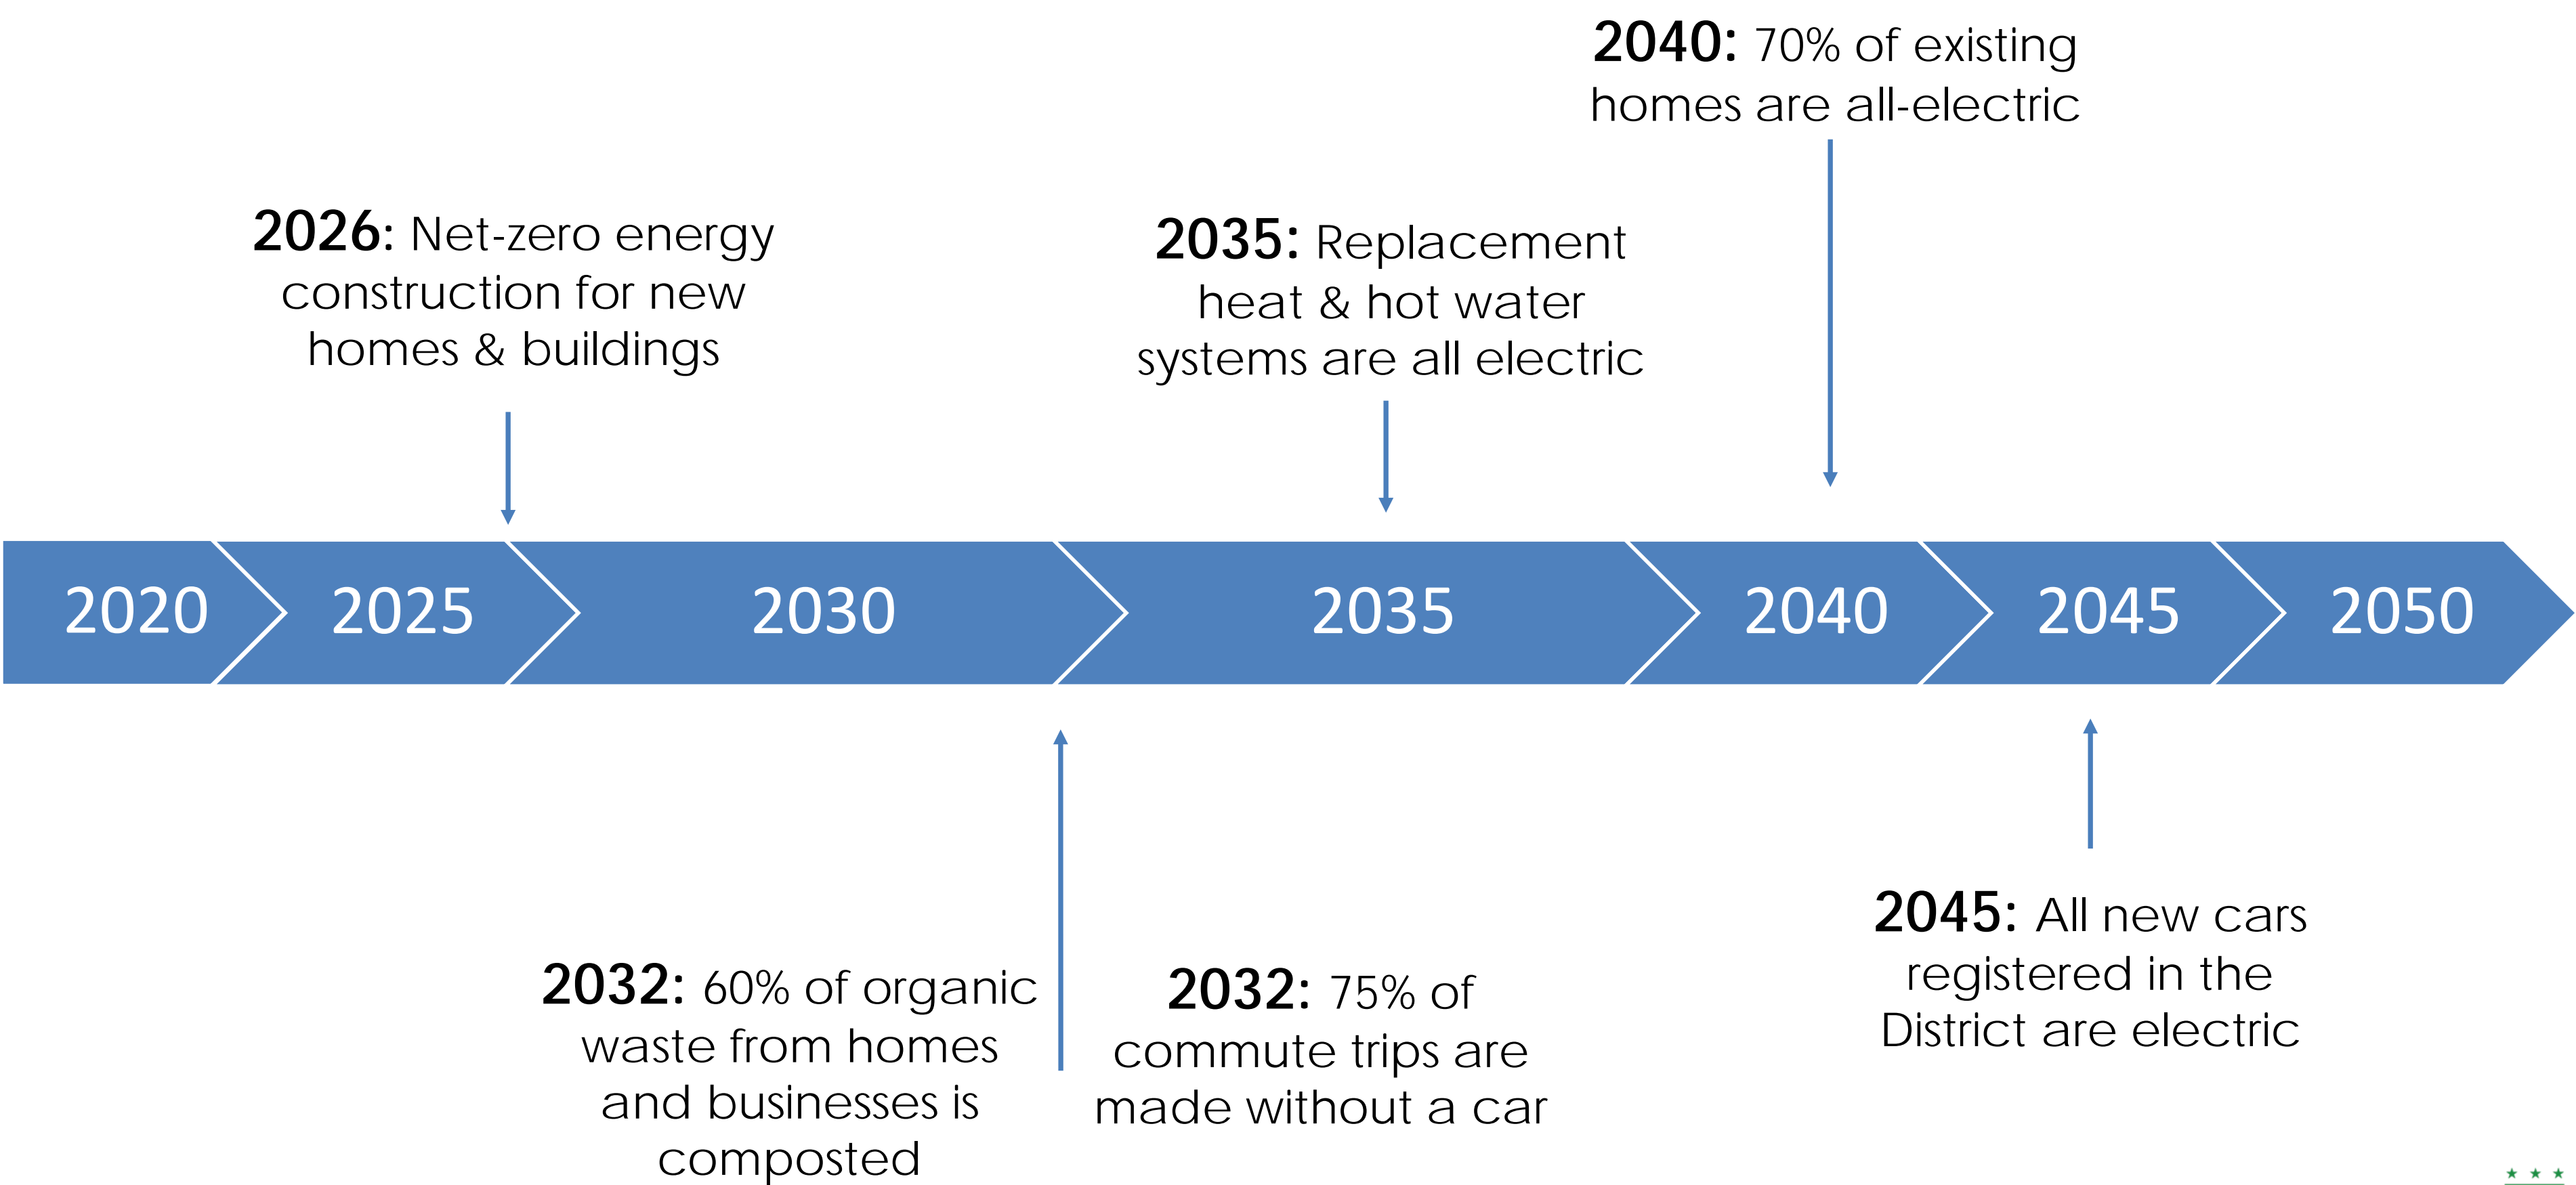 2040: 70% of existing
homes are all-electric
2026: Net-zero energy
construction for new
homes & buildings
2035: Replacement
heat & hot water
systems are all electric
2020
2025
2030
2035
2040
2045
2050
2032: 60% of organic
waste from homes
and businesses is
composted
2032: 75% of
commute trips are
made without a car
2045: All new cars
registered in the
District are electric